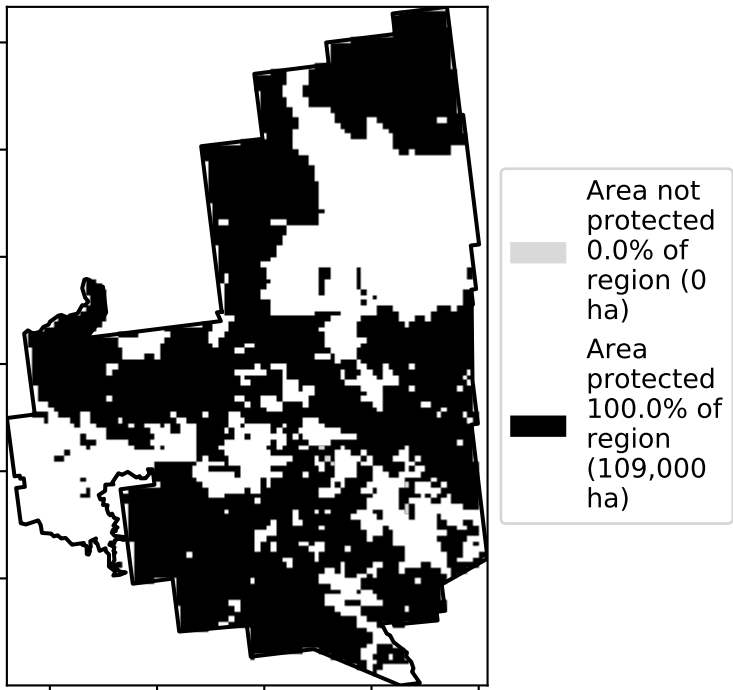 Area not
protected
0.0% of
region (0
ha)
Area
protected
100.0% of
region
(109,000
ha)